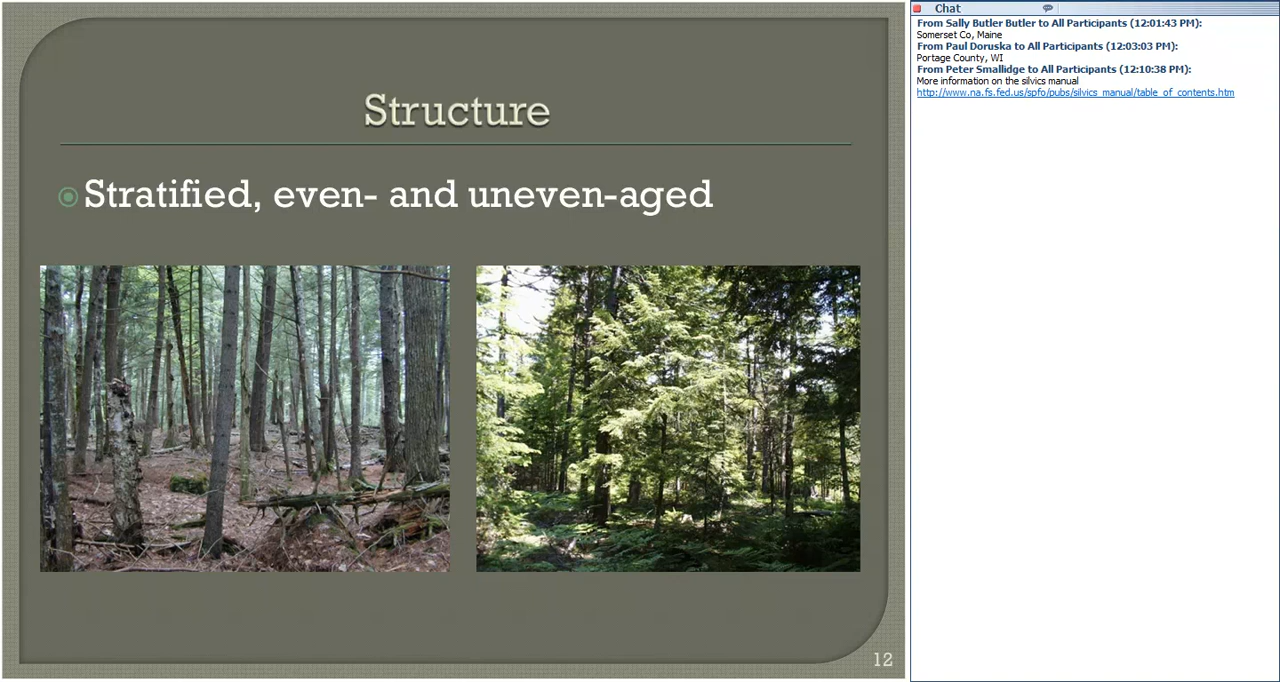 Structure
Stratified, even- and uneven-aged
12
Chat
From Sally Butler Butler to All Participants (12:01:43 PM):
Somerset Co, Maine
From Paul Doruska to All Participants (12:03:03 PM):
Portage County, WI
From Peter Smallidge to All Participants (12:10:38 PM):
More information on the silvics manual
http://www.na.fs.fed.us/spfo/pubs/silvics_manual/table_of_contents.htm